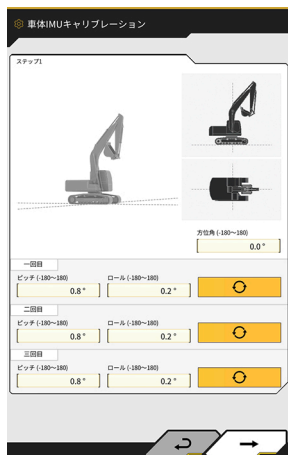 車体IMUキャリブレーション
ステップ1
方位角 (-180～180)
0.0 °
一回目
ピッチ (-180～180) ロール (-180～180)
0.8 ° 0.2 °
二回目
ピッチ (-180～180) ロール (-180～180)
0.8 ° 0.2 °
三回目
ピッチ (-180～180) ロール (-180～180)
0.8 ° 0.2 °